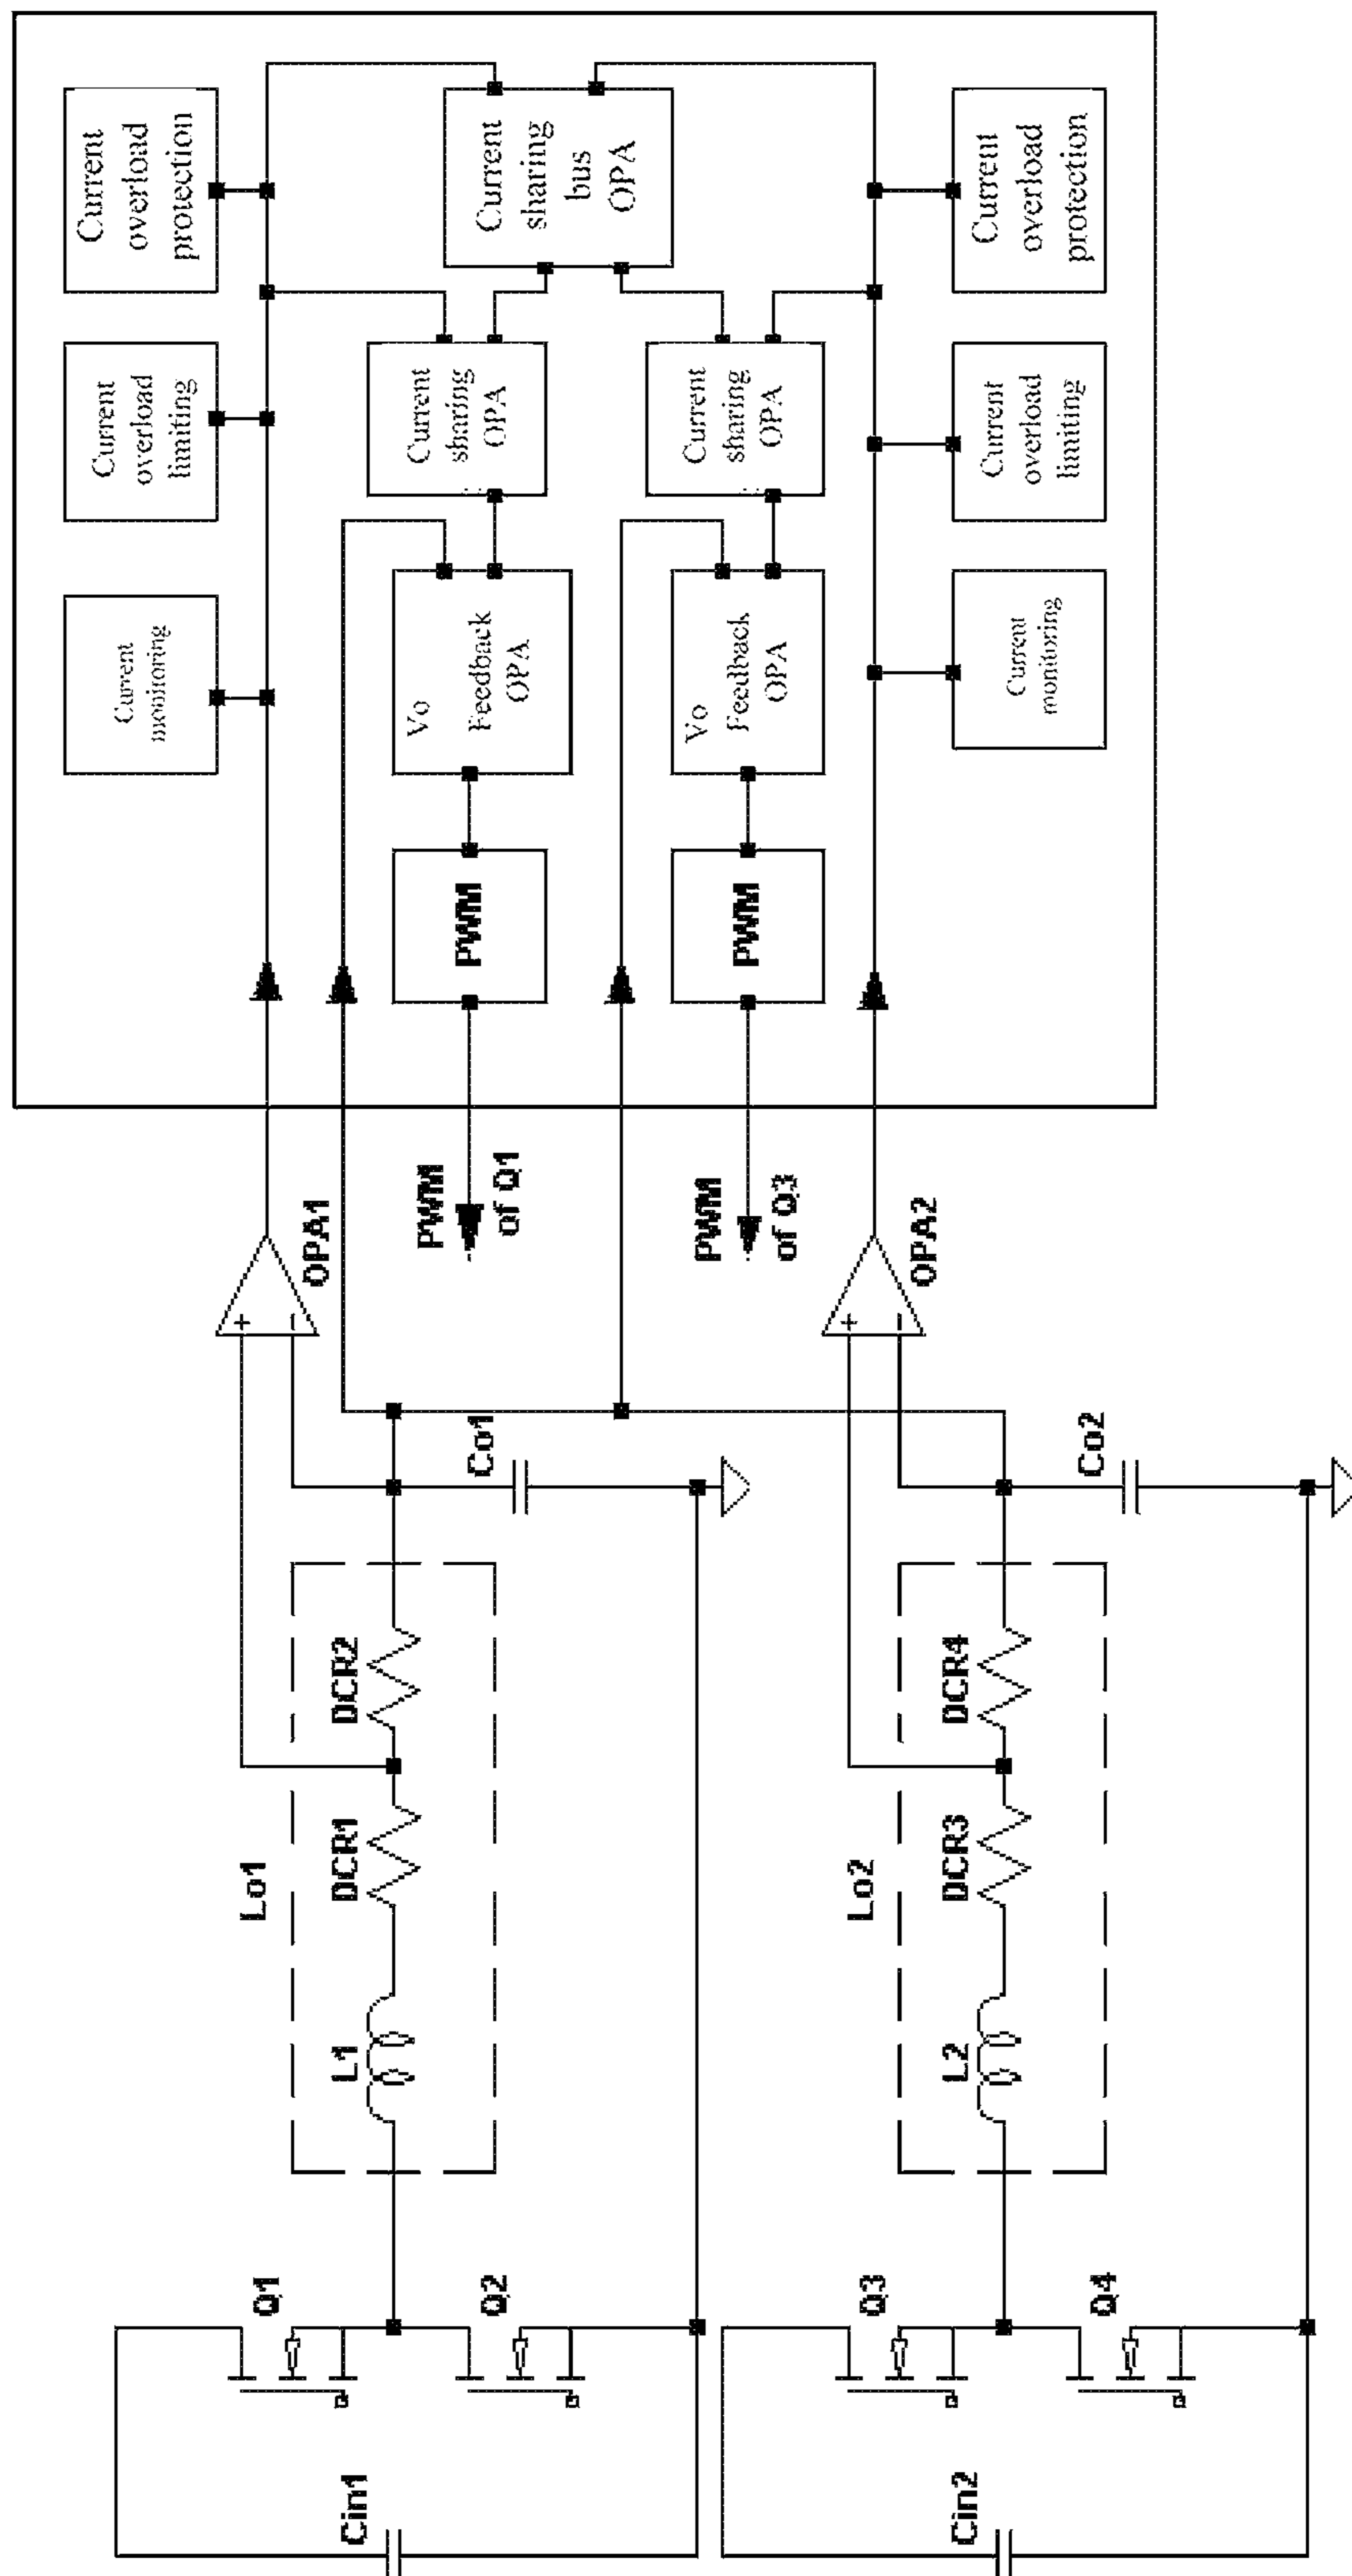 Current
overload
protection
Current
sharing
bus
OPA
Current
overload
protection
Current
overload
limiting
Current
sharing
OPA
Current
sharing
OPA
Current
overload
limiting
Current
monitoring
Vo
Feedback
OPA
Vo
Feedback
OPA
Current
monitoring
PWM
PWM
OPA1
PWM
of Q1
PWM
of Q3
OPA2
+
−
+
−
Co1
Co2
DCR2
DCR4
Lo1
DCR1
Lo2
DCR3
L1
L2
Q1
Q2
Q3
Q4
Cin1
Cin2